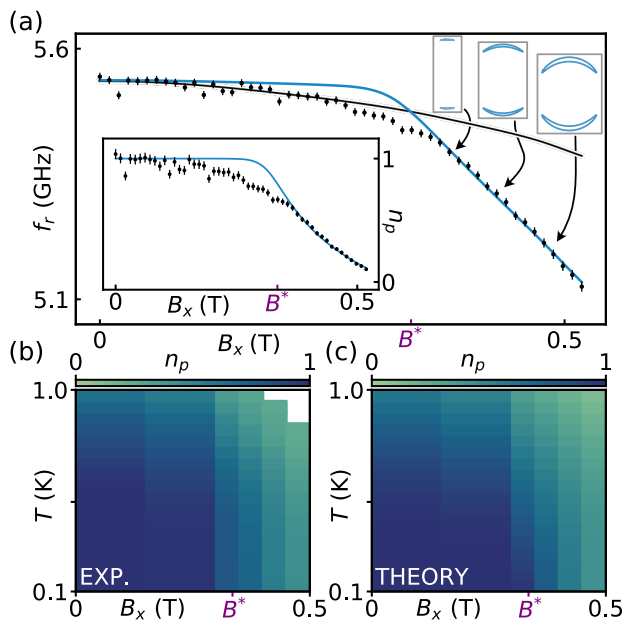 (a)
5.6
5.1
f_r (GHz)
1
0
n_p
0
B_x (T)
B*
0.5
0
B_x (T)
B*
0.5
(b)
0
n_p
1
1.0
T (K)
0.1
EXP.
0
B_x (T)
B*
0.5
(c)
0
n_p
1
1.0
T (K)
0.1
THEORY
0
B_x (T)
B*
0.5